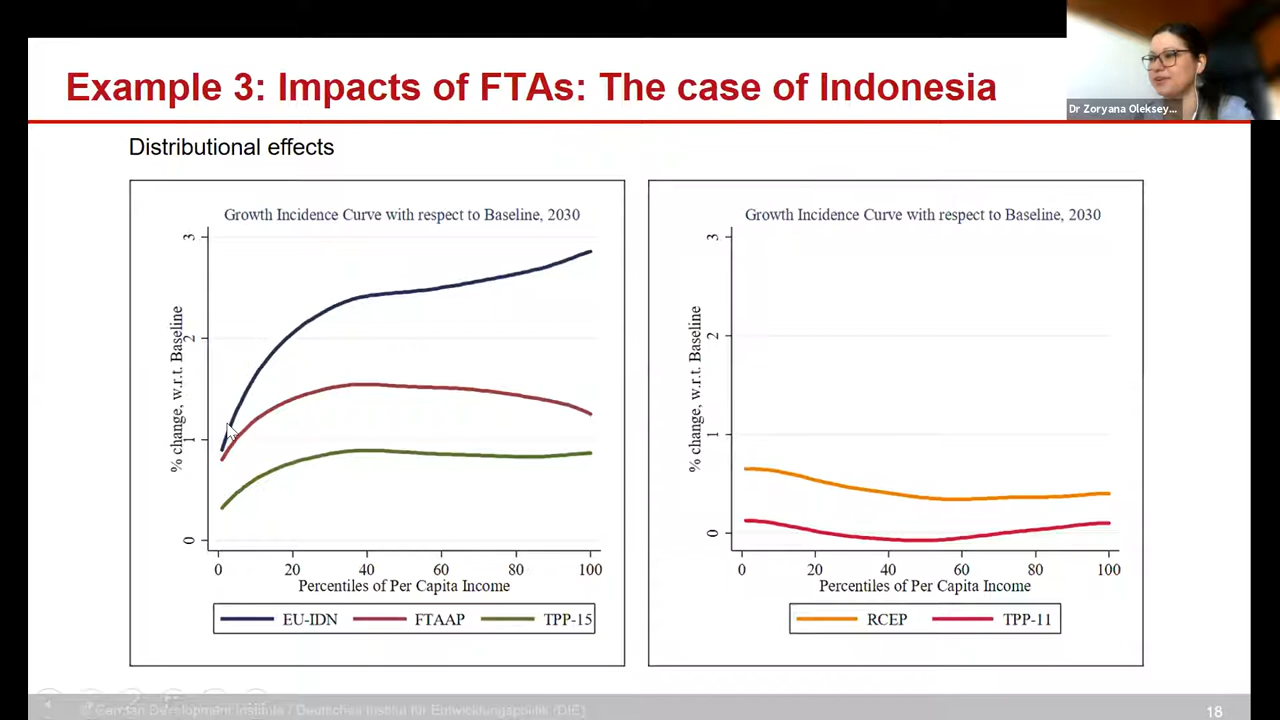 Example 3: Impacts of FTAs: The case of Indonesia
Dr Zoryana Oleksey...
Distributional effects
Growth Incidence Curve with respect to Baseline, 2030
% change, w.r.t. Baseline
3
2
1
0
0 20 40 60 80 100
Percentiles of Per Capita Income
EU-IDN FTAAP TPP-15
Growth Incidence Curve with respect to Baseline, 2030
% change, w.r.t. Baseline
3
2
1
0
0 20 40 60 80 100
Percentiles of Per Capita Income
RCEP TPP-11
© German Development Institute / Deutsches Institut für Entwicklungspolitik (DIE)
18